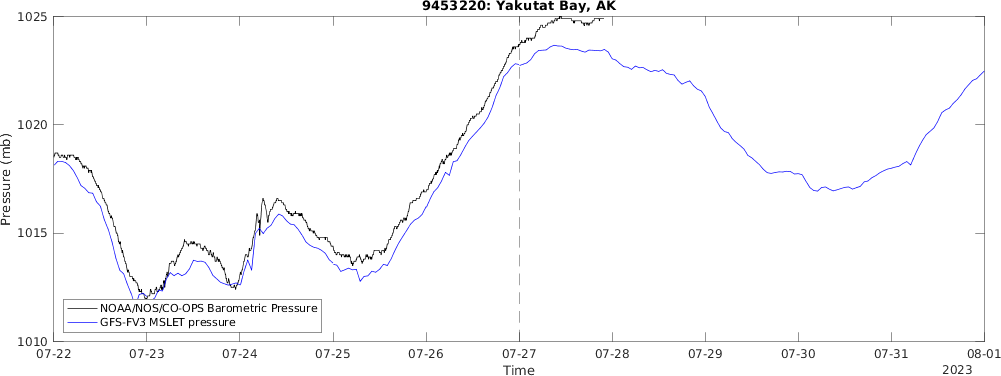 9453220: Yakutat Bay, AK
1025
1020
1015
1010
Pressure (mb)
NOAA/NOS/CO-OPS Barometric Pressure
GFS-FV3 MSLET pressure
07-22 07-23 07-24 07-25 07-26 07-27 07-28 07-29 07-30 07-31 08-01
Time
2023